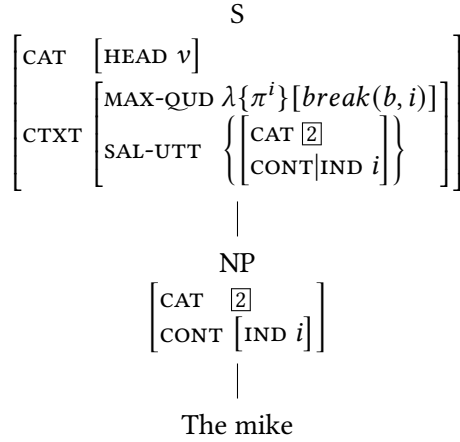 S
CAT [HEAD v]
CTXT [MAX-QUD λ{π^i}[break(b, i)]
SAL-UTT {[CAT [2]
CONT|IND i]}]
NP
[CAT [2]
CONT [IND i]]
The mike